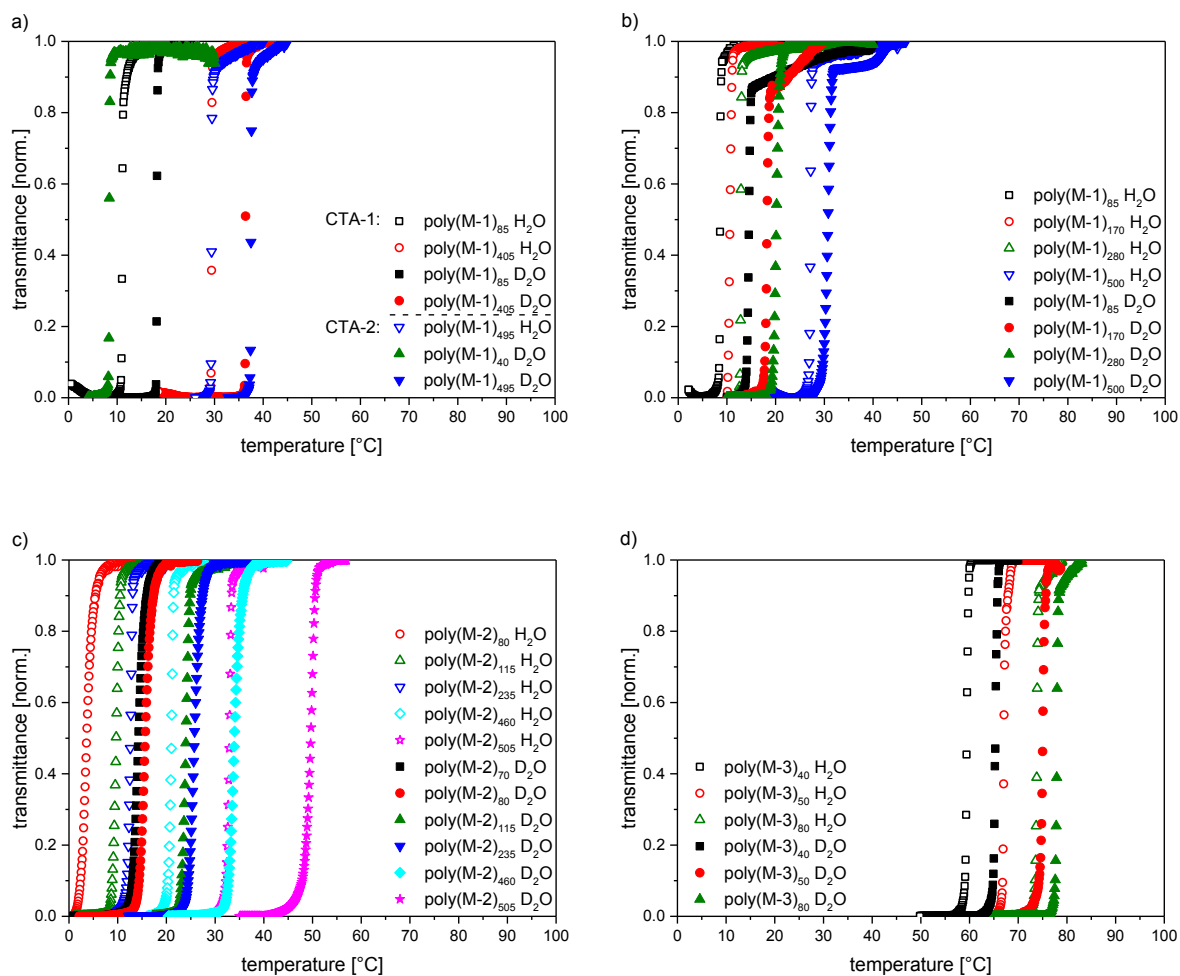 a)
1.0
0.8
0.6
0.4
0.2
0.0
transmittance [norm.]
CTA-1:
poly(M-1)₈₅ H₂O
poly(M-1)₄₀₅ H₂O
poly(M-1)₈₅ D₂O
poly(M-1)₄₀₅ D₂O
CTA-2:
poly(M-1)₄₉₅ H₂O
poly(M-1)₄₀ D₂O
poly(M-1)₄₉₅ D₂O
0 10 20 30 40 50 60 70 80 90 100
temperature [°C]
b)
1.0
0.8
0.6
0.4
0.2
0.0
transmittance [norm.]
poly(M-1)₈₅ H₂O
poly(M-1)₁₇₀ H₂O
poly(M-1)₂₈₀ H₂O
poly(M-1)₅₀₀ H₂O
poly(M-1)₈₅ D₂O
poly(M-1)₁₇₀ D₂O
poly(M-1)₂₈₀ D₂O
poly(M-1)₅₀₀ D₂O
0 10 20 30 40 50 60 70 80 90 100
temperature [°C]
c)
1.0
0.8
0.6
0.4
0.2
0.0
transmittance [norm.]
poly(M-2)₈₀ H₂O
poly(M-2)₁₁₅ H₂O
poly(M-2)₂₃₅ H₂O
poly(M-2)₄₆₀ H₂O
poly(M-2)₅₀₅ H₂O
poly(M-2)₇₀ D₂O
poly(M-2)₈₀ D₂O
poly(M-2)₁₁₅ D₂O
poly(M-2)₂₃₅ D₂O
poly(M-2)₄₆₀ D₂O
poly(M-2)₅₀₅ D₂O
0 10 20 30 40 50 60 70 80 90 100
temperature [°C]
d)
1.0
0.8
0.6
0.4
0.2
0.0
transmittance [norm.]
poly(M-3)₄₀ H₂O
poly(M-3)₅₀ H₂O
poly(M-3)₈₀ H₂O
poly(M-3)₄₀ D₂O
poly(M-3)₅₀ D₂O
poly(M-3)₈₀ D₂O
0 10 20 30 40 50 60 70 80 90 100
temperature [°C]